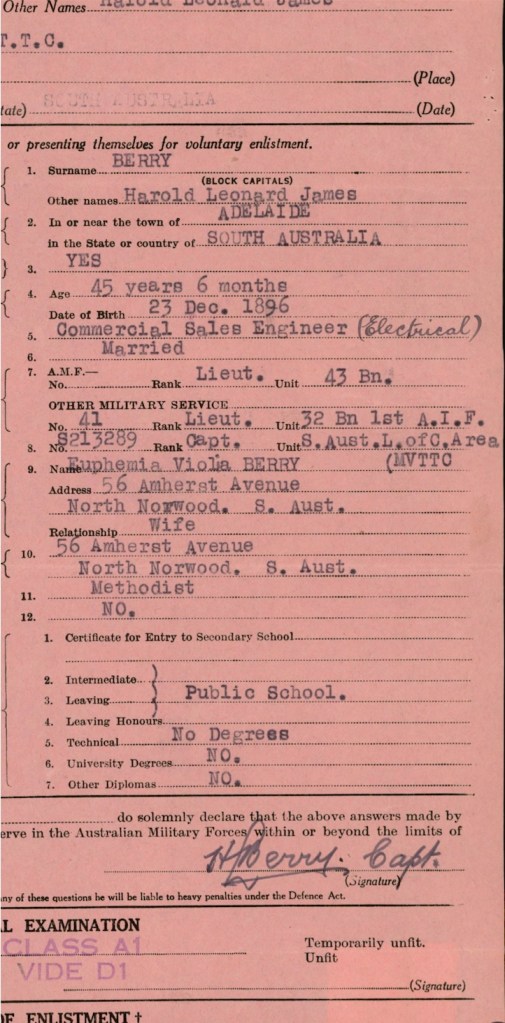 Other Names Harold Leonard James
T.T.C.
(Place)
tate) SOUTH AUSTRALIA (Date)
or presenting themselves for voluntary enlistment.
1. Surname BERRY
(BLOCK CAPITALS)
Other names Harold Leonard James
2. In or near the town of ADELAIDE
in the State or country of SOUTH AUSTRALIA
3. YES
4. Age 45 years 6 months
Date of Birth 23 Dec. 1896
5. Commercial Sales Engineer (Electrical)
6. Married
7. A.M.F.—
No. Rank Lieut. Unit 43 Bn.
OTHER MILITARY SERVICE
No. 41 Rank Lieut. Unit 32 Bn 1st A.I.F.
8. No. S213289 Rank Capt. Unit S.Aust.L.ofC.Area
9. Name Euphemia Viola BERRY (MVTTC
Address 56 Amherst Avenue
North Norwood. S. Aust.
Relationship Wife
10. 56 Amherst Avenue
North Norwood. S. Aust.
11. Methodist
12. NO.
1. Certificate for Entry to Secondary School
2. Intermediate
3. Leaving Public School.
4. Leaving Honours
5. Technical No Degrees
6. University Degrees NO.
7. Other Diplomas NO.
do solemnly declare that the above answers made by
erve in the Australian Military Forces within or beyond the limits of
HBerry. Capt.
(Signature)
any of these questions he will be liable to heavy penalties under the Defence Act.
L EXAMINATION
CLASS A1 Temporarily unfit.
VIDE D1 Unfit
(Signature)
OF ENLISTMENT †